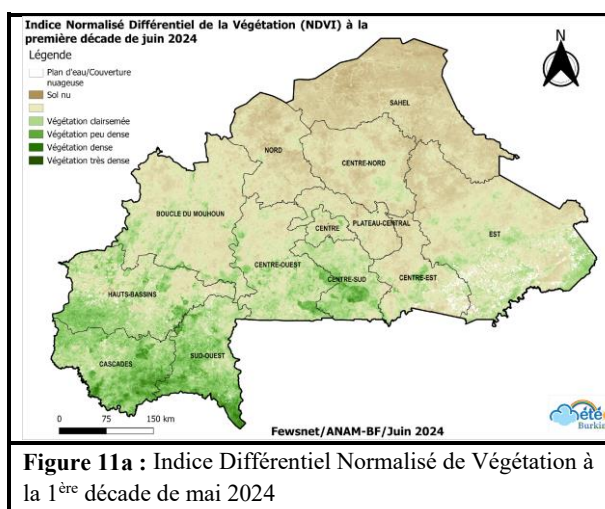 Indice Normalisé Différentiel de la Végétation (NDVI) à la
première décade de juin 2024
Légende
Plan d'eau/Couverture
nuageuse
Sol nu
Végétation clairsemée
Végétation peu dense
Végétation dense
Végétation très dense
N
SAHEL
NORD
CENTRE-NORD
BOUCLE DU MOUHOUN
CENTRE
PLATEAU-CENTRAL
EST
CENTRE-OUEST
CENTRE-SUD
CENTRE-EST
HAUTS-BASSINS
CASCADES
SUD-OUEST
0 75 150 km
Fewsnet/ANAM-BF/Juin 2024
été
Burkin
Figure 11a : Indice Différentiel Normalisé de Végétation à
la 1ère décade de mai 2024